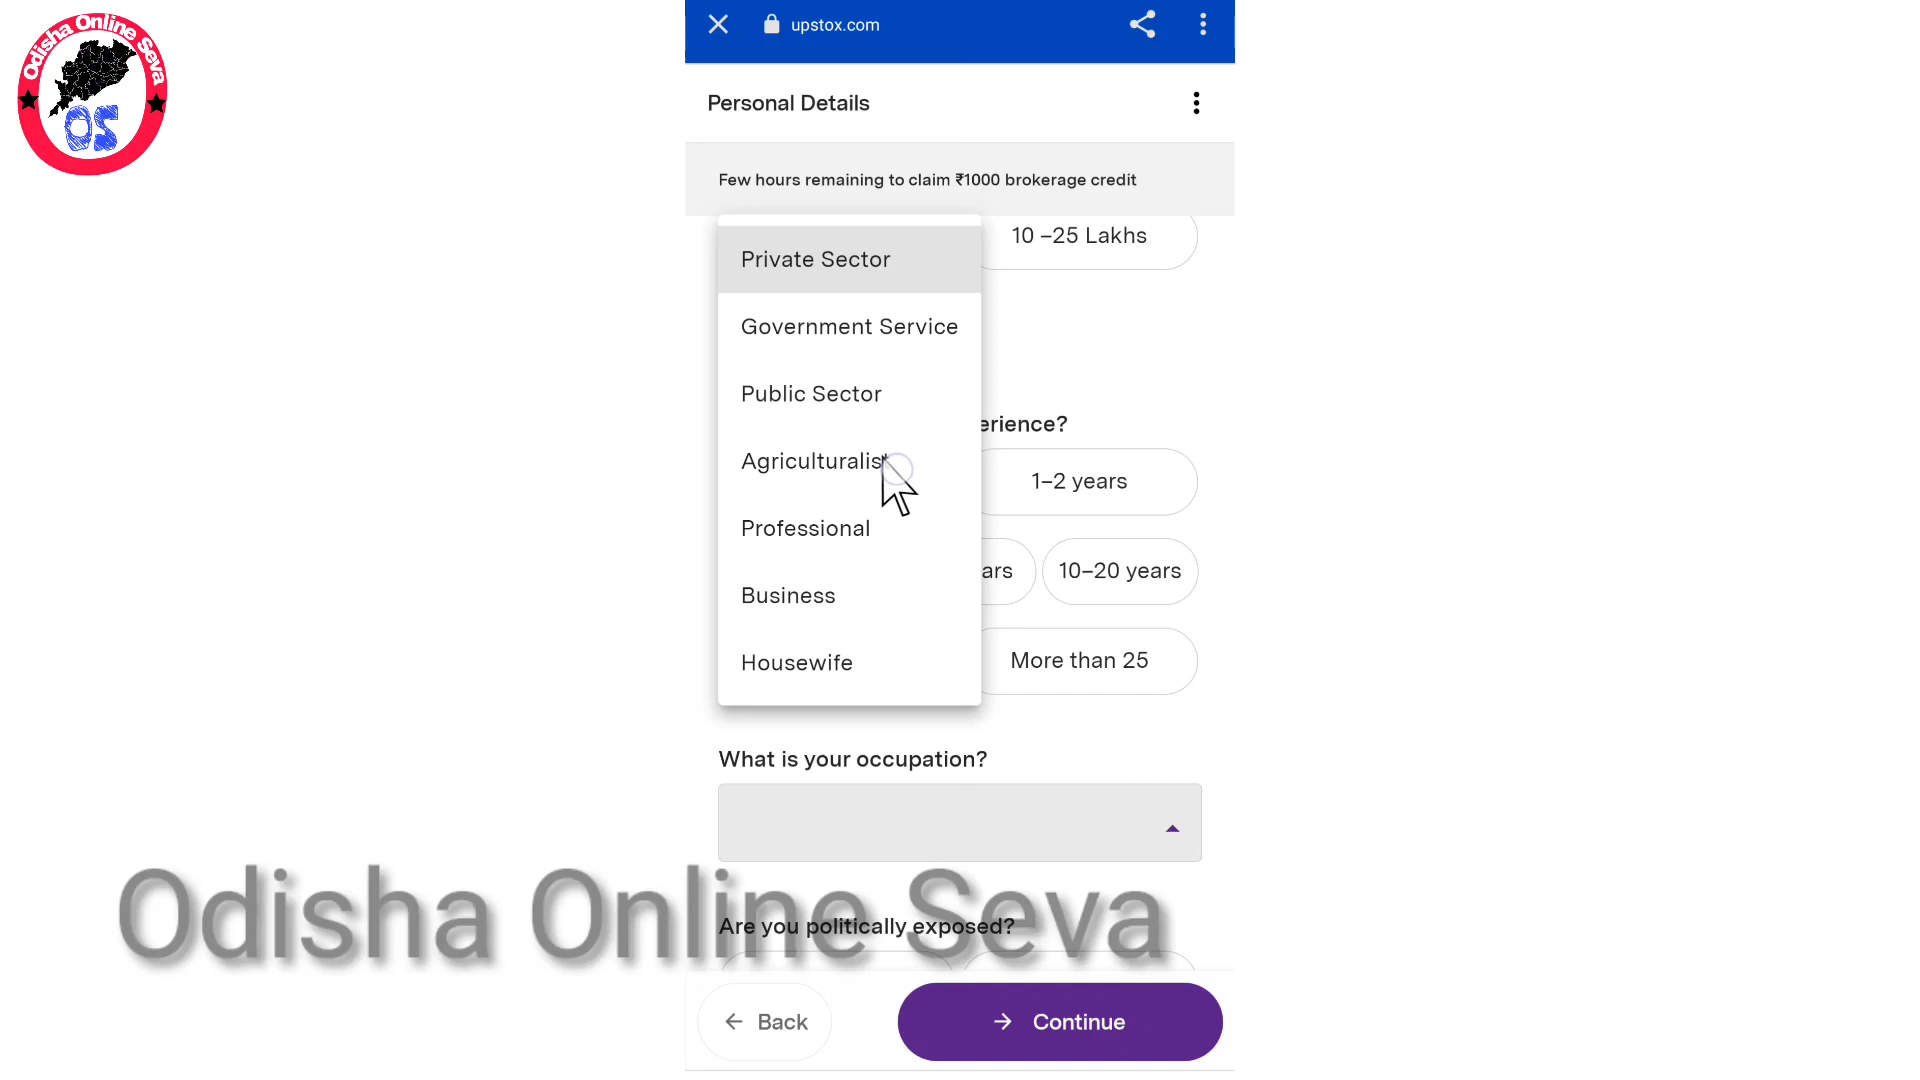 Odisha Online Seva
OS
upstox.com
Personal Details
Few hours remaining to claim ₹1000 brokerage credit
10 –25 Lakhs
Private Sector
Government Service
Public Sector
Agriculturalist
Professional
Business
Housewife
erience?
1–2 years
ars
10–20 years
More than 25
What is your occupation?
Odisha Online Seva
Are you politically exposed?
Back
Continue